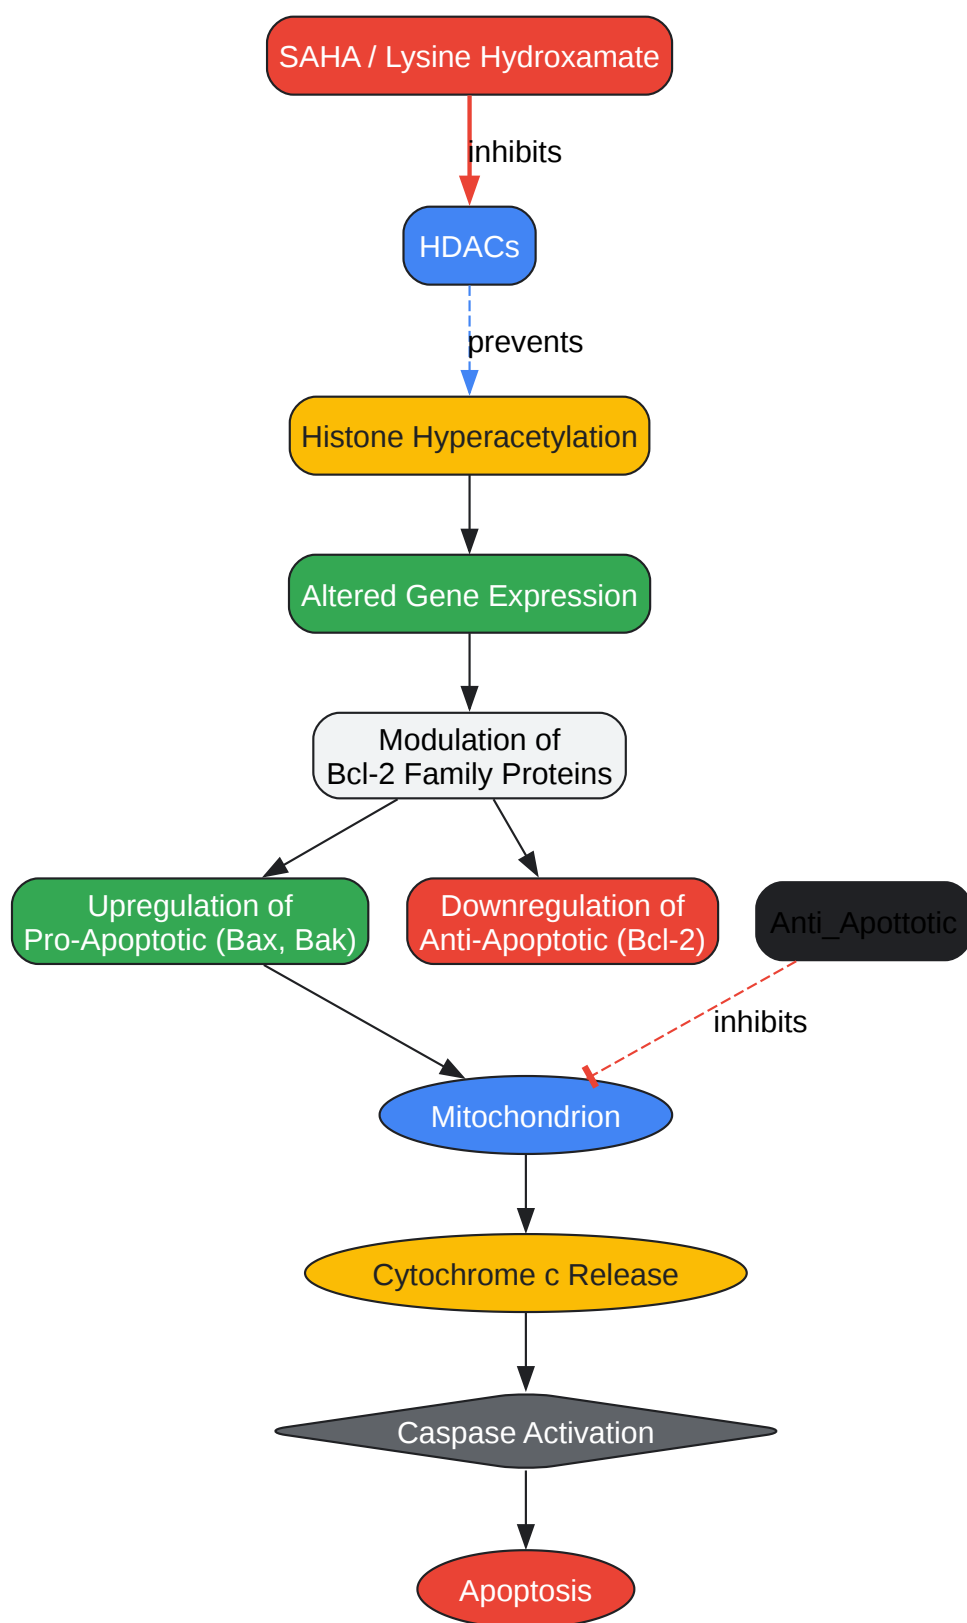 SAHA / Lysine Hydroxamate
inhibits
HDACs
prevents
Histone Hyperacetylation
Altered Gene Expression
Modulation of
Bcl-2 Family Proteins
Upregulation of
Pro-Apoptotic (Bax, Bak)
Downregulation of
Anti-Apoptotic (Bcl-2)
Anti_Apottotic
inhibits
Mitochondrion
Cytochrome c Release
Caspase Activation
Apoptosis